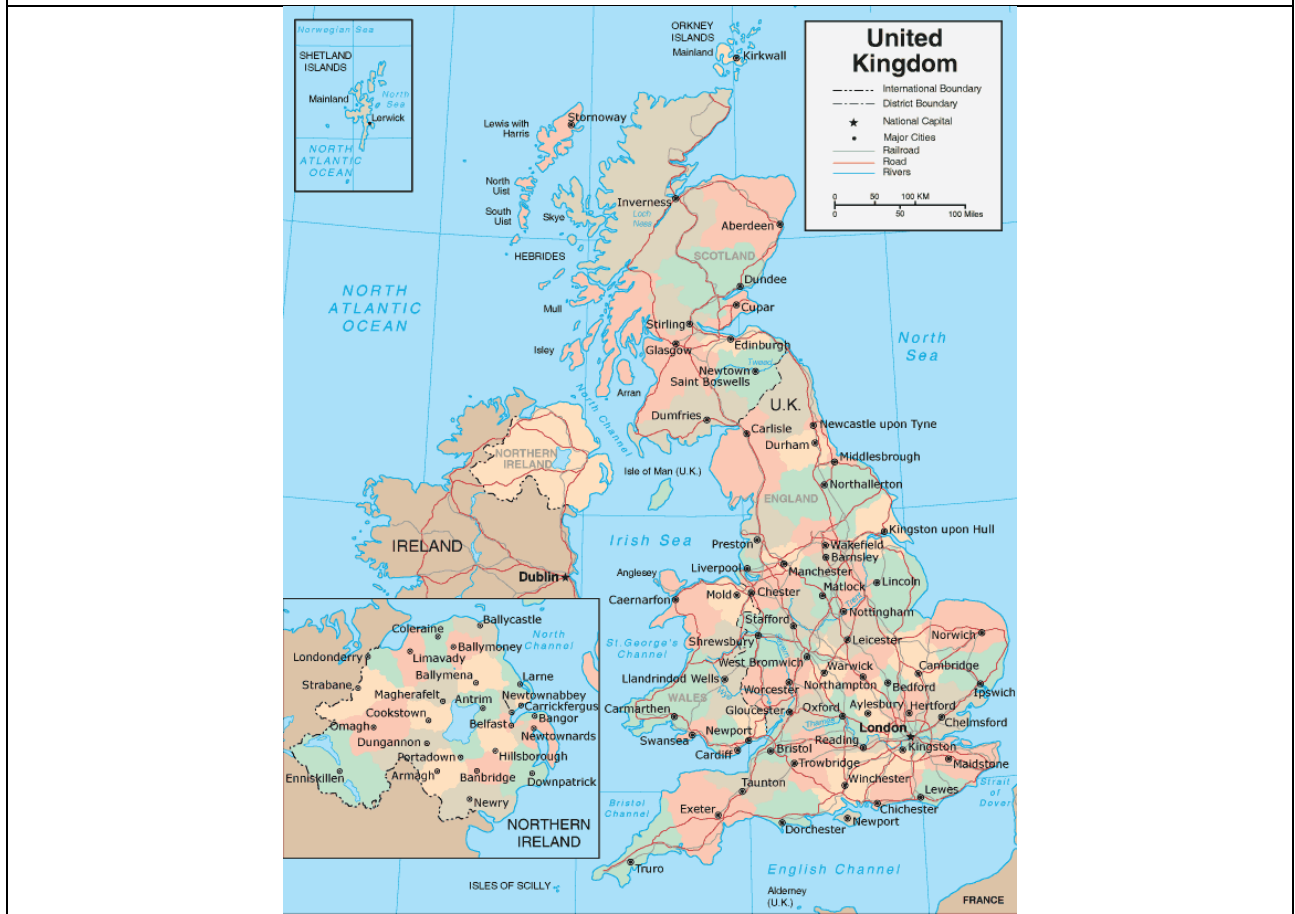 Norwegian Sea
SHETLAND
ISLANDS
Mainland
North
Sea
Lerwick
NORTH
ATLANTIC
OCEAN
ORKNEY
ISLANDS
Mainland
Kirkwall
United
Kingdom
International Boundary
District Boundary
National Capital
Major Cities
Railroad
Road
Rivers
0 50 100 KM
0 50 100 Miles
Lewis with
Harris
Stornoway
North
Uist
South
Uist
Skye
Inverness
Loch
Ness
Aberdeen
HEBRIDES
SCOTLAND
Dundee
NORTH
ATLANTIC
OCEAN
Mull
Cupar
Stirling
Isley
Glasgow
Edinburgh
North
Sea
Tweed
Newtown
Saint Boswells
Arran
North Channel
Dumfries
U.K.
Carlisle
Newcastle upon Tyne
Durham
NORTHERN
IRELAND
Isle of Man (U.K.)
Middlesbrough
Northallerton
ENGLAND
IRELAND
Irish Sea
Kingston upon Hull
Preston
Wakefield
Barnsley
Dublin
Anglesey
Liverpool
Manchester
Matlock
Lincoln
Caernarfon
Mold
Chester
Trent
Nottingham
Stafford
St.George's
Channel
Shrewsbury
Leicester
Norwich
Severn
West Bromwich
Warwick
Cambridge
Llandrindod Wells
Worcester
Northampton
Bedford
Ipswich
WALES
Wye
Carmarthen
Gloucester
Oxford
Aylesbury
Hertford
Thames
London
Chelmsford
Swansea
Newport
Reading
Kingston
Cardiff
Bristol
Trowbridge
Maidstone
Taunton
Winchester
Lewes
Strait
of
Dover
Bristol
Channel
Exeter
Chichester
Dorchester
Newport
Truro
English Channel
ISLES OF SCILLY
Alderney
(U.K.)
FRANCE
Ballycastle
Coleraine
North
Channel
Ballymoney
Londonderry
Limavady
Ballymena
Larne
Strabane
Magherafelt
Antrim
Newtownabbey
Carrickfergus
Cookstown
Bangor
Omagh
Belfast
Newtownards
Dungannon
Portadown
Hillsborough
Enniskillen
Armagh
Banbridge
Downpatrick
Newry
NORTHERN
IRELAND